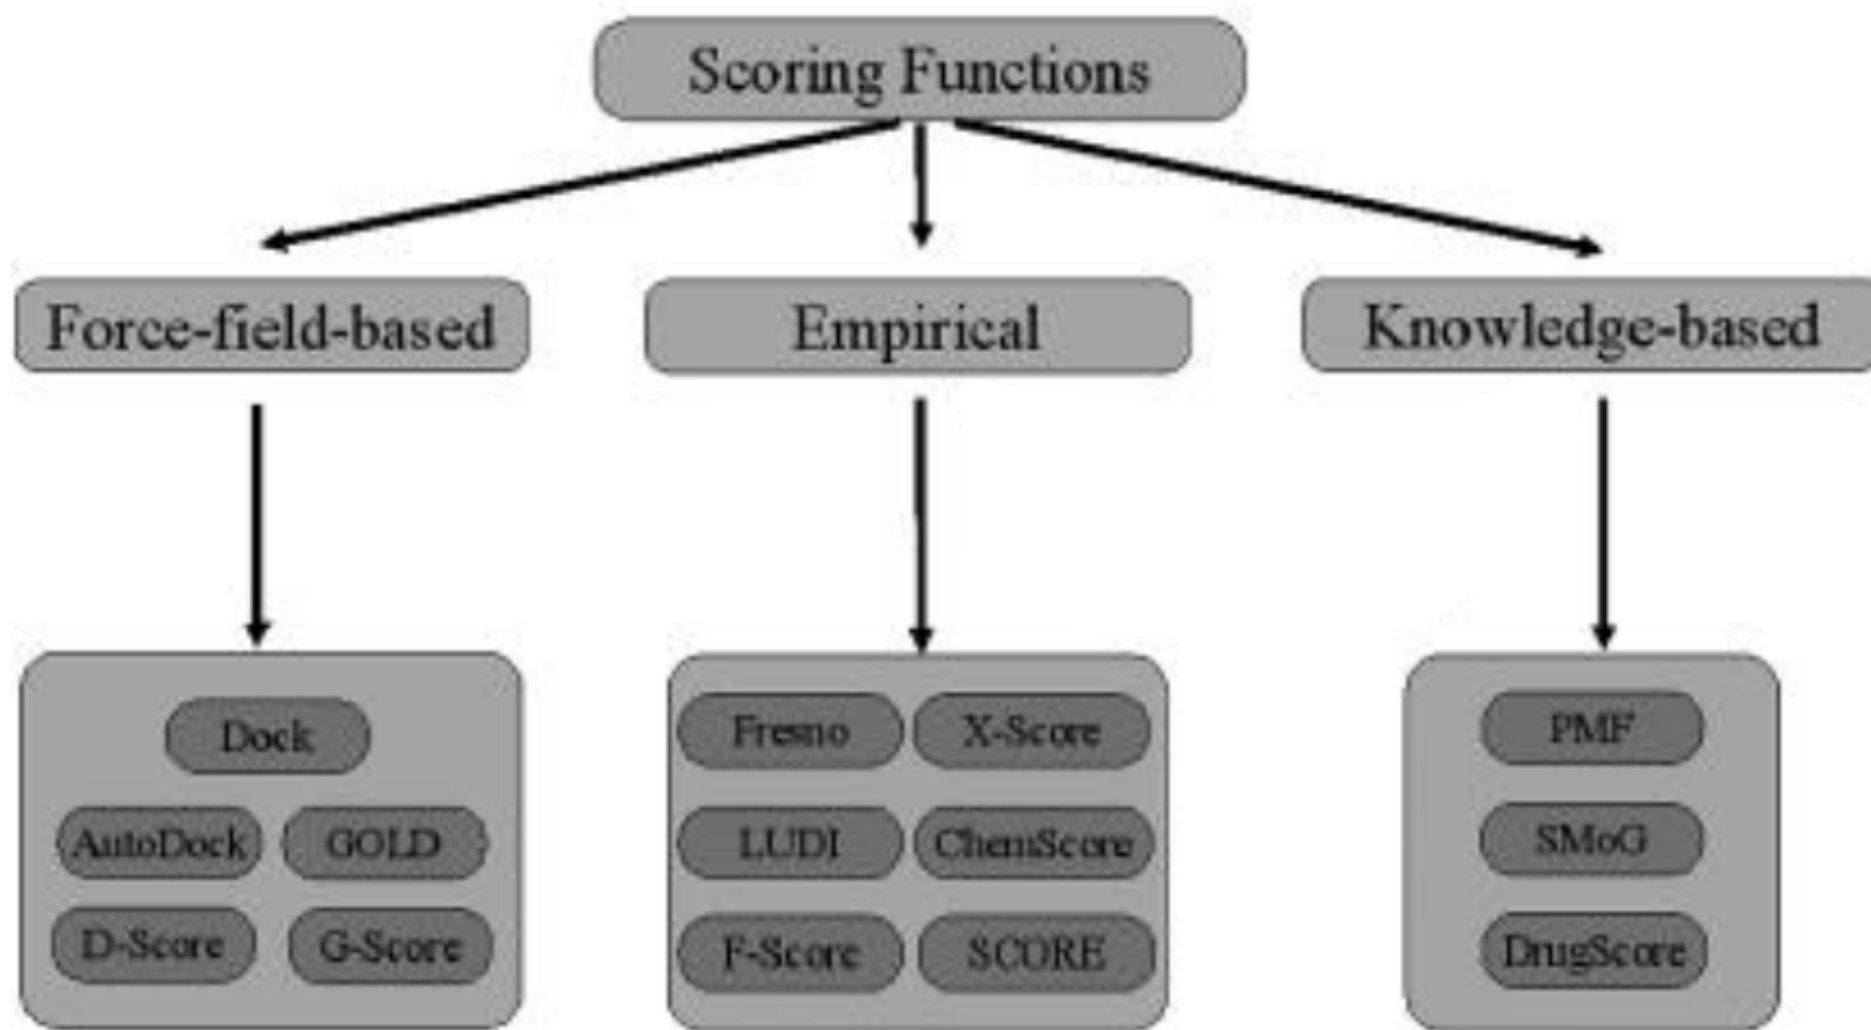 Scoring Functions
Force-field-based
Empirical
Knowledge-based
Dock
AutoDock
GOLD
D-Score
G-Score
Fresno
X-Score
LUDI
ChemScore
F-Score
SCORE
PMF
SMoG
DrugScore